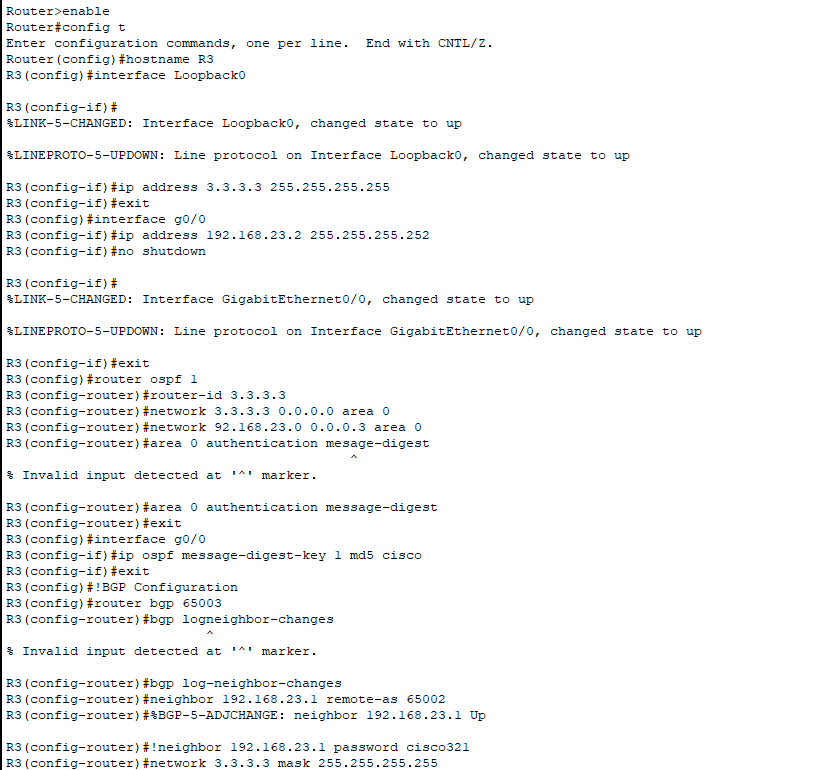 Router>enable
Router#config t
Enter configuration commands, one per line.  End with CNTL/Z.
Router(config)#hostname R3
R3(config)#interface Loopback0
R3(config-if)#
%LINK-5-CHANGED: Interface Loopback0, changed state to up
%LINEPROTO-5-UPDOWN: Line protocol on Interface Loopback0, changed state to up
R3(config-if)#ip address 3.3.3.3 255.255.255.255
R3(config-if)#exit
R3(config)#interface g0/0
R3(config-if)#ip address 192.168.23.2 255.255.255.252
R3(config-if)#no shutdown
R3(config-if)#
%LINK-5-CHANGED: Interface GigabitEthernet0/0, changed state to up
%LINEPROTO-5-UPDOWN: Line protocol on Interface GigabitEthernet0/0, changed state to up
R3(config-if)#exit
R3(config)#router ospf 1
R3(config-router)#router-id 3.3.3.3
R3(config-router)#network 3.3.3.3 0.0.0.0 area 0
R3(config-router)#network 92.168.23.0 0.0.0.3 area 0
R3(config-router)#area 0 authentication mesage-digest
^
% Invalid input detected at '^' marker.
R3(config-router)#area 0 authentication message-digest
R3(config-router)#exit
R3(config)#interface g0/0
R3(config-if)#ip ospf message-digest-key 1 md5 cisco
R3(config-if)#exit
R3(config)#!BGP Configuration
R3(config)#router bgp 65003
R3(config-router)#bgp logneighbor-changes
^
% Invalid input detected at '^' marker.
R3(config-router)#bgp log-neighbor-changes
R3(config-router)#neighbor 192.168.23.1 remote-as 65002
R3(config-router)#%BGP-5-ADJCHANGE: neighbor 192.168.23.1 Up
R3(config-router)#!neighbor 192.168.23.1 password cisco321
R3(config-router)#network 3.3.3.3 mask 255.255.255.255